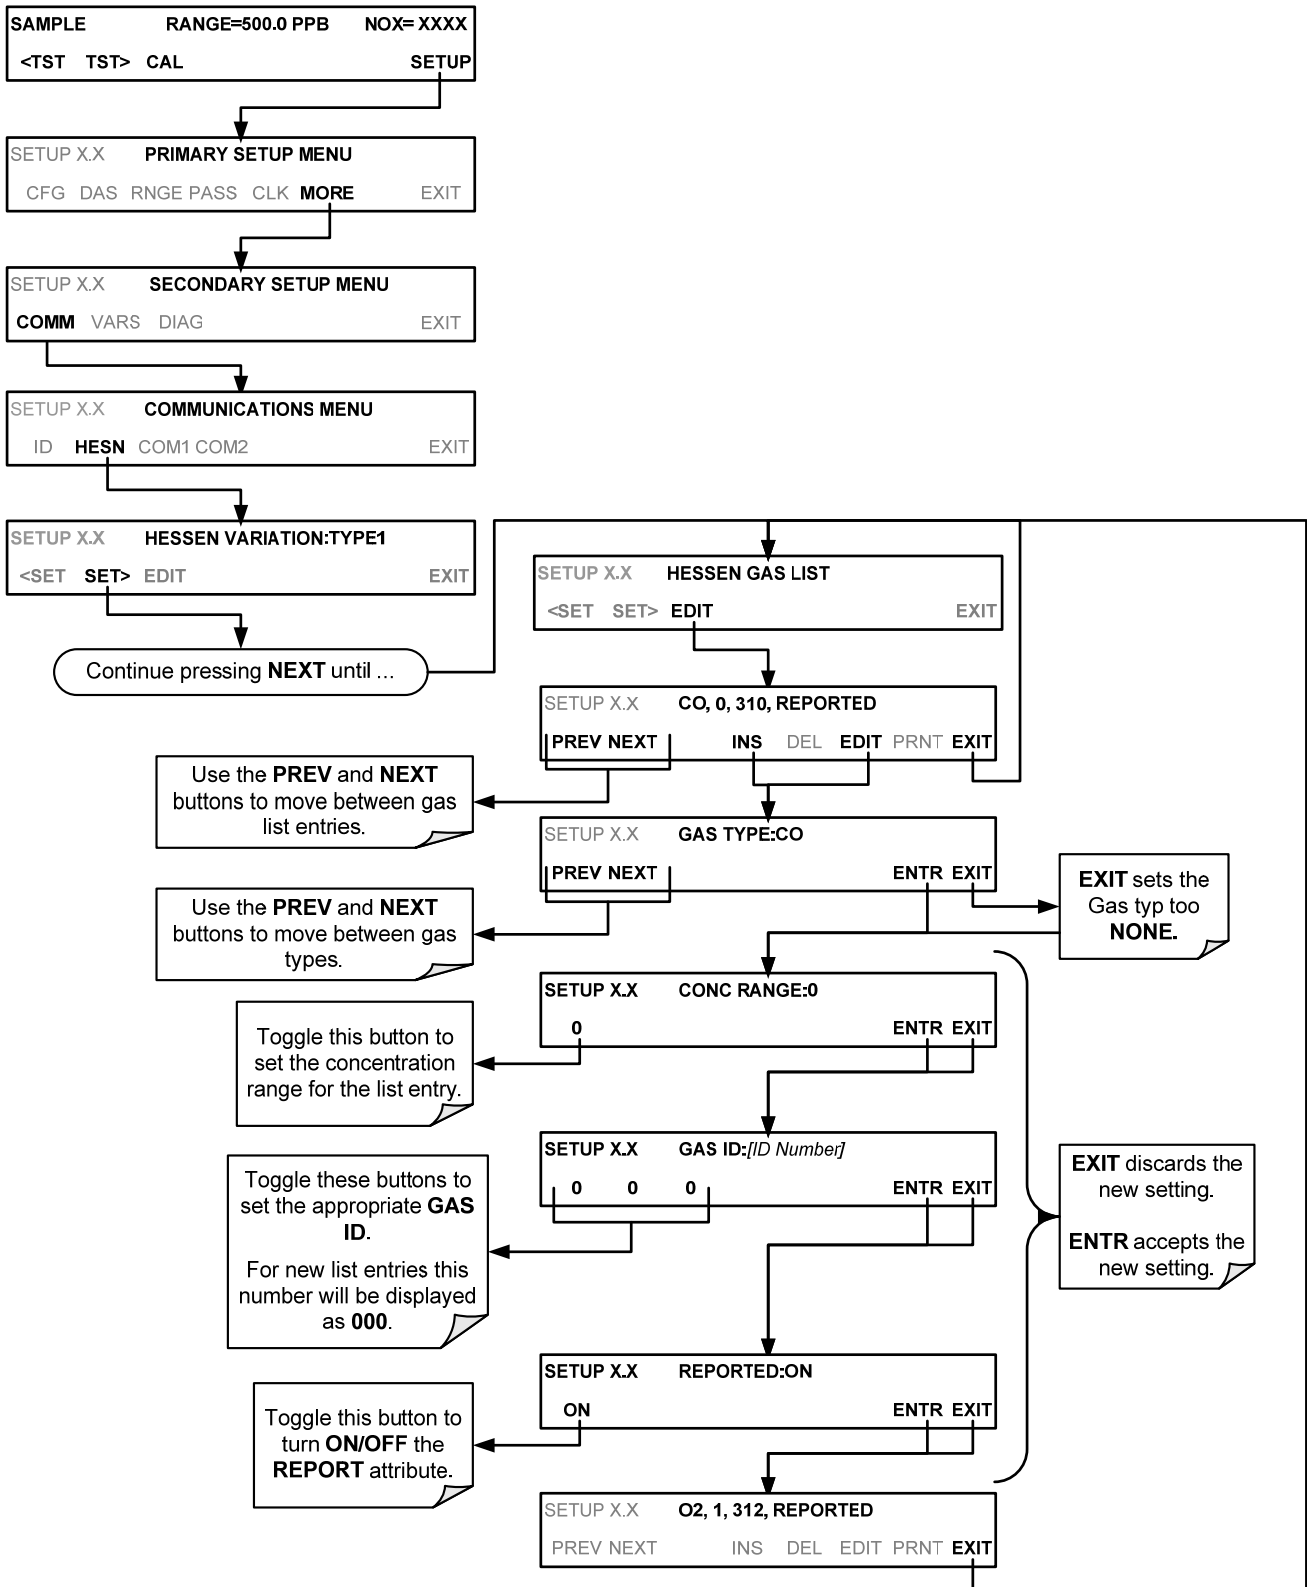 SAMPLE RANGE=500.0 PPB NOX= XXXX
<TST TST> CAL SETUP
SETUP X.X PRIMARY SETUP MENU
CFG DAS RNGE PASS CLK MORE EXIT
SETUP X.X SECONDARY SETUP MENU
COMM VARS DIAG EXIT
SETUP X.X COMMUNICATIONS MENU
ID HESN COM1 COM2 EXIT
SETUP X.X HESSEN VARIATION:TYPE1
<SET SET> EDIT EXIT
Continue pressing NEXT until ...
SETUP X.X HESSEN GAS LIST
<SET SET> EDIT EXIT
SETUP X.X CO, 0, 310, REPORTED
PREV NEXT INS DEL EDIT PRNT EXIT
Use the PREV and NEXT
buttons to move between gas
list entries.
SETUP X.X GAS TYPE:CO
PREV NEXT ENTR EXIT
EXIT sets the
Gas typ too
NONE.
Use the PREV and NEXT
buttons to move between gas
types.
SETUP X.X CONC RANGE:0
0 ENTR EXIT
Toggle this button to
set the concentration
range for the list entry.
SETUP X.X GAS ID:[ID Number]
0 0 0 ENTR EXIT
Toggle these buttons to
set the appropriate GAS
ID.
For new list entries this
number will be displayed
as 000.
EXIT discards the
new setting.
ENTR accepts the
new setting.
SETUP X.X REPORTED:ON
ON ENTR EXIT
Toggle this button to
turn ON/OFF the
REPORT attribute.
SETUP X.X O2, 1, 312, REPORTED
PREV NEXT INS DEL EDIT PRNT EXIT